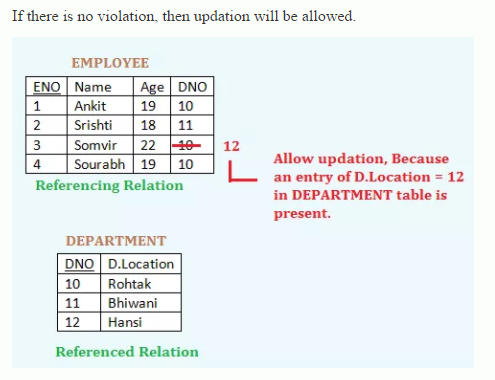 If there is no violation, then updation will be allowed.
EMPLOYEE
ENO Name Age DNO
1 Ankit 19 10
2 Srishti 18 11
3 Somvir 22 10 12
4 Sourabh 19 10
Referencing Relation
Allow updation, Because
an entry of D.Location = 12
in DEPARTMENT table is
present.
DEPARTMENT
DNO D.Location
10 Rohtak
11 Bhiwani
12 Hansi
Referenced Relation